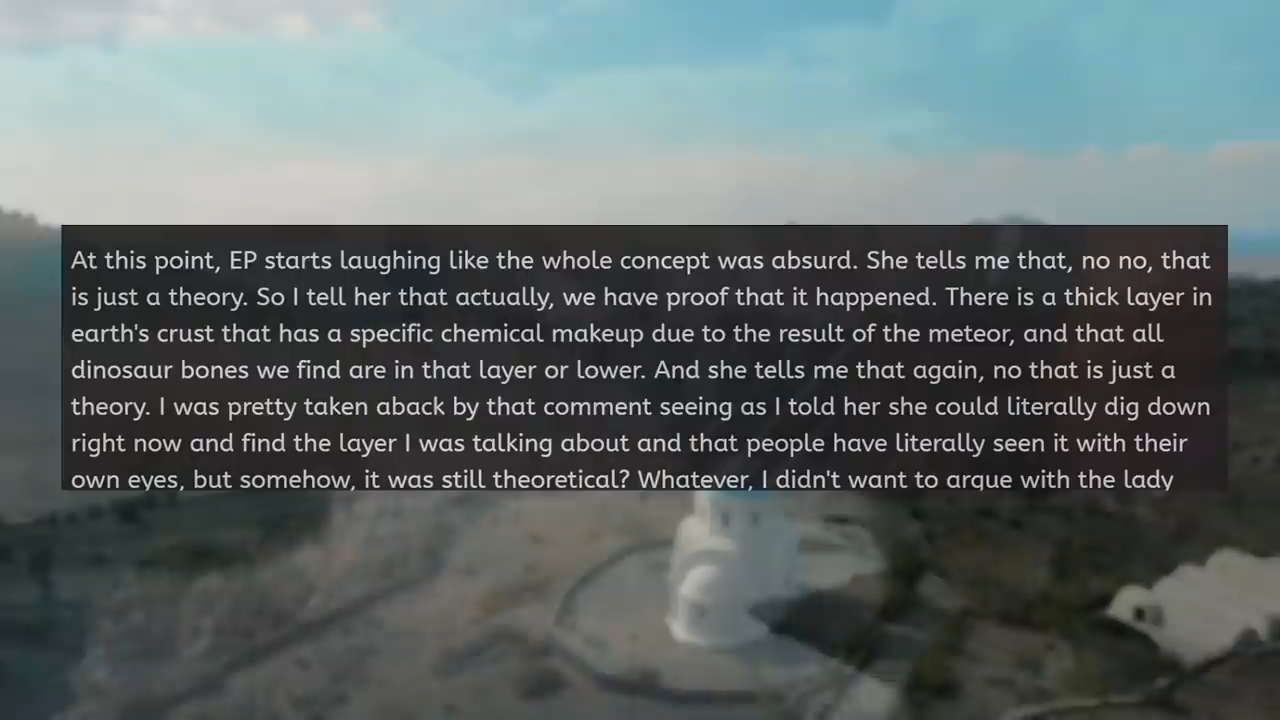 At this point, EP starts laughing like the whole concept was absurd. She tells me that, no no, that
is just a theory. So I tell her that actually, we have proof that it happened. There is a thick layer in
earth's crust that has a specific chemical makeup due to the result of the meteor, and that all
dinosaur bones we find are in that layer or lower. And she tells me that again, no that is just a
theory. I was pretty taken aback by that comment seeing as I told her she could literally dig down
right now and find the layer I was talking about and that people have literally seen it with their
own eyes, but somehow, it was still theoretical? Whatever, I didn't want to argue with the lady